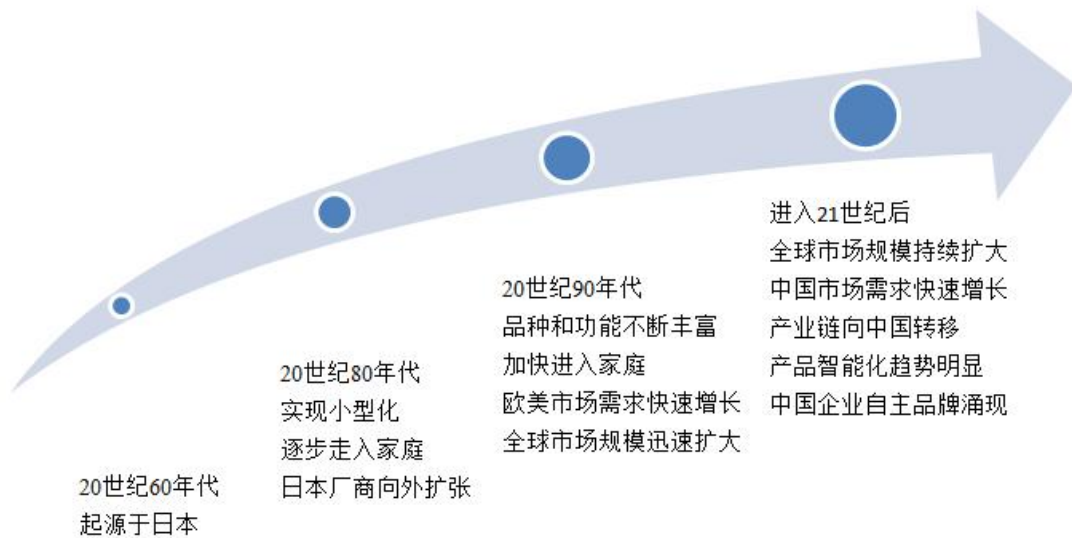 20世纪60年代
起源于日本
20世纪80年代
实现小型化
逐步走入家庭
日本厂商向外扩张
20世纪90年代
品种和功能不断丰富
加快进入家庭
欧美市场需求快速增长
全球市场规模迅速扩大
进入21世纪后
全球市场规模持续扩大
中国市场需求快速增长
产业链向中国转移
产品智能化趋势明显
中国企业自主品牌涌现